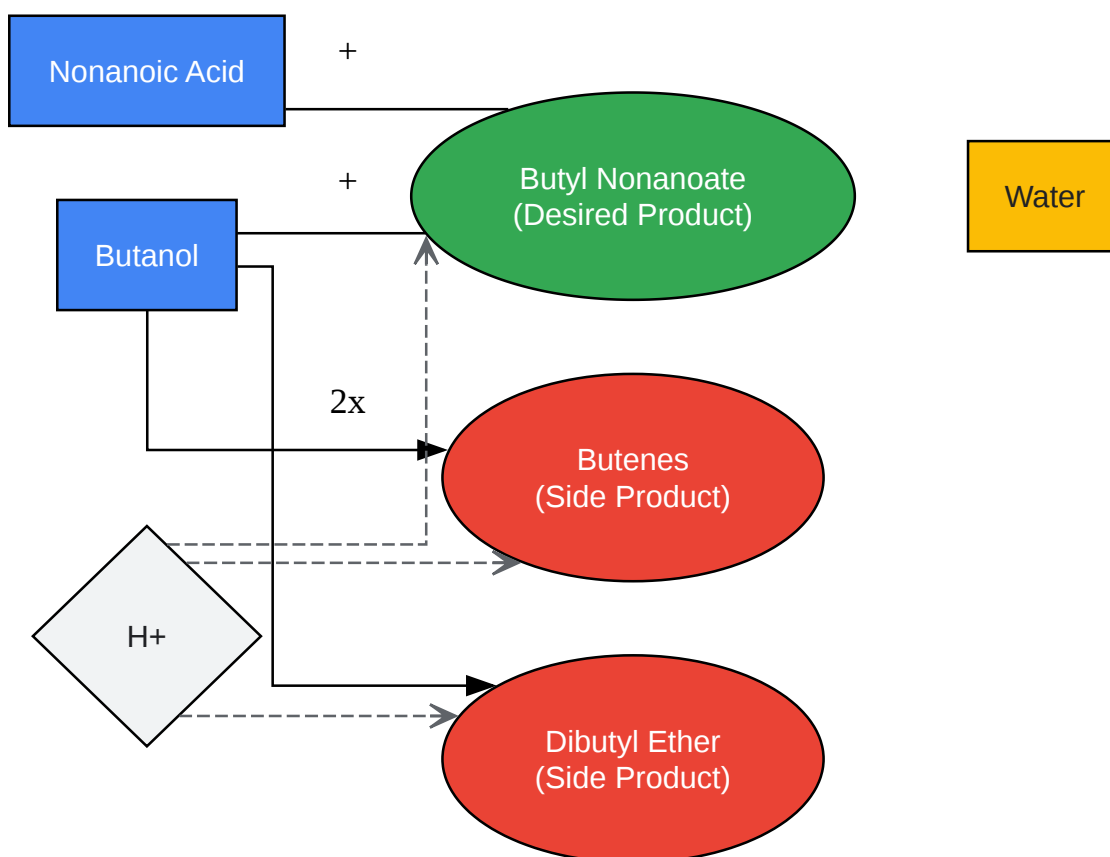 Nonanoic Acid
+
Butyl Nonanoate
(Desired Product)
+
Water
Butanol
2x
Butenes
(Side Product)
H+
Dibutyl Ether
(Side Product)